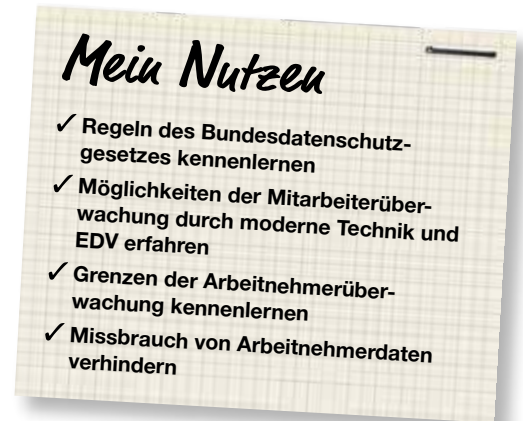 Mein Nutzen
✓ Regeln des Bundesdatenschutz-
gesetzes kennenlernen
✓ Möglichkeiten der Mitarbeiterüber-
wachung durch moderne Technik und
EDV erfahren
✓ Grenzen der Arbeitnehmerüber-
wachung kennenlernen
✓ Missbrauch von Arbeitnehmerdaten
verhindern